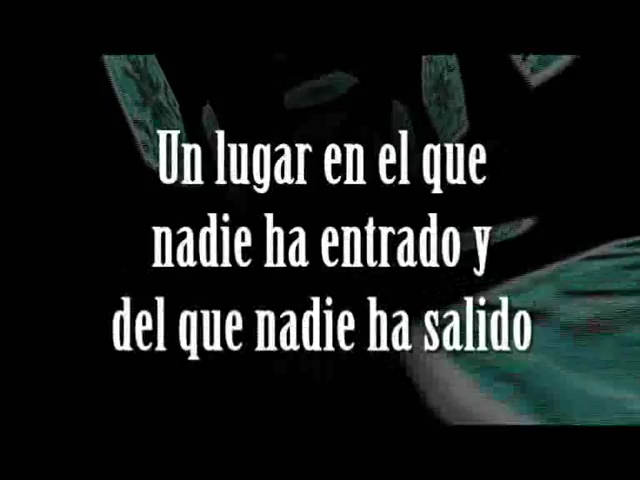 Un lugar en el que
nadie ha entrado y
del que nadie ha salido